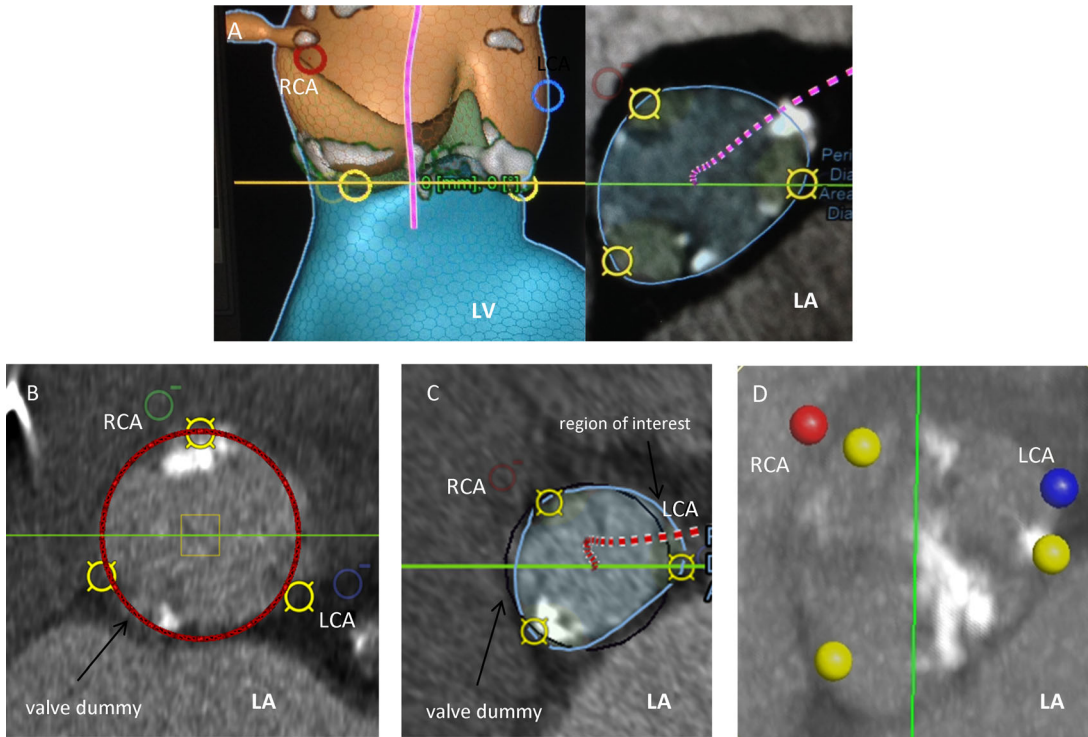 A
RCA
LCA
0 [mm], 0 [°]
LV
Peri
Dia
Area
Dia
LA
B
RCA
LCA
valve dummy
LA
C
region of interest
RCA
LCA
valve dummy
LA
D
RCA
LCA
LA